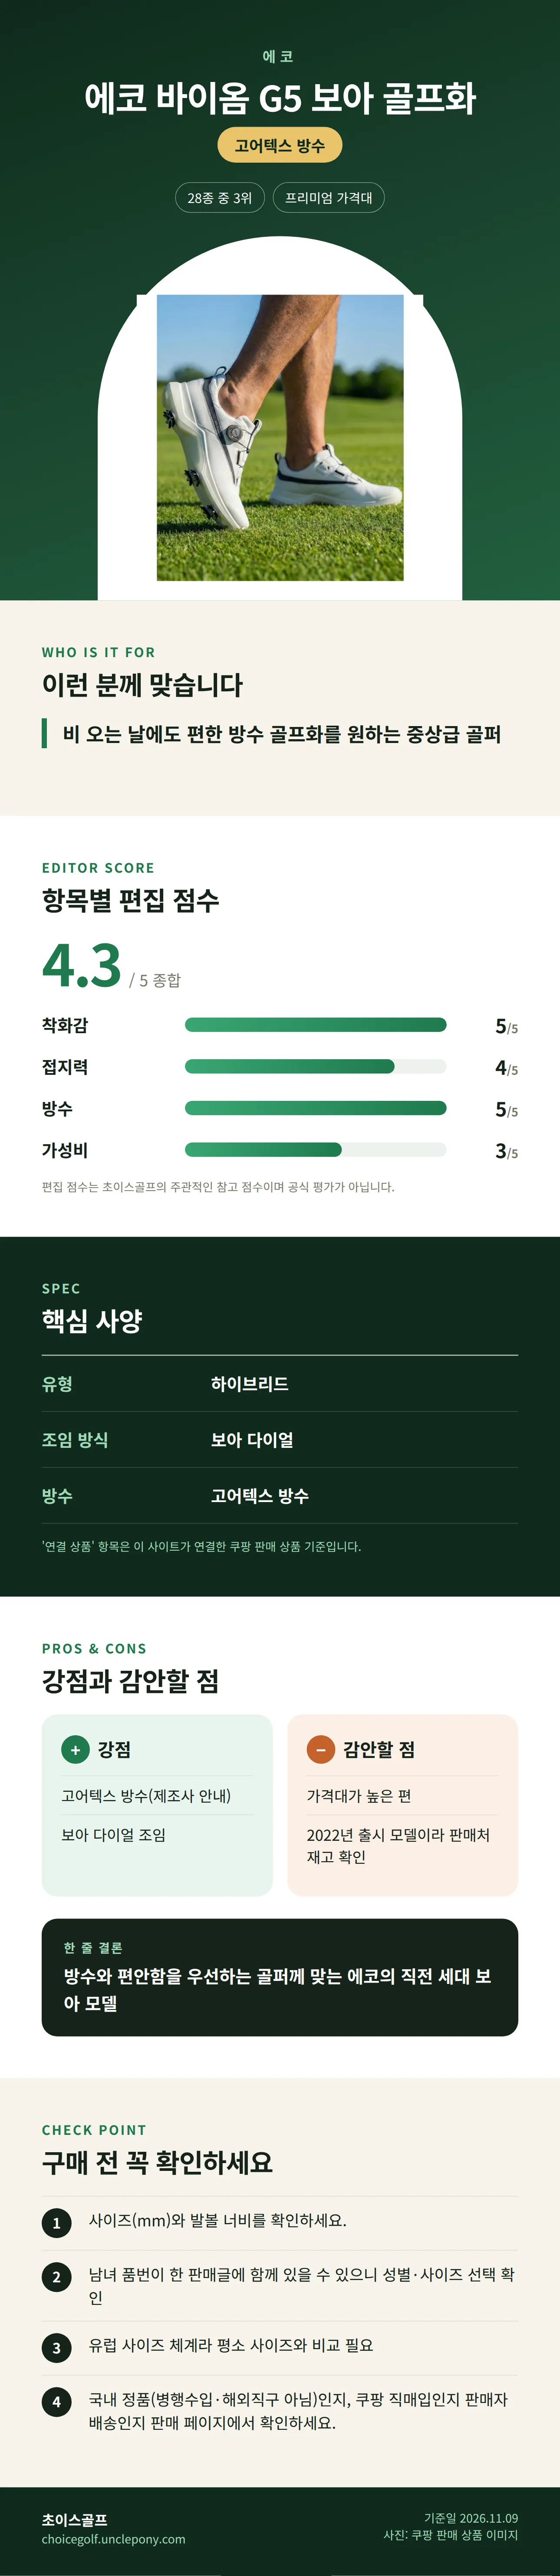 에코
에코 바이옴 G5 보아 골프화
고어텍스 방수
28종 중 3위
프리미엄 가격대
WHO IS IT FOR
이런 분께 맞습니다
비 오는 날에도 편한 방수 골프화를 원하는 중상급 골퍼
EDITOR SCORE
항목별 편집 점수
4.3 / 5 종합
착화감 5/5
접지력 4/5
방수 5/5
가성비 3/5
편집 점수는 초이스골프의 주관적인 참고 점수이며 공식 평가가 아닙니다.
SPEC
핵심 사양
유형 하이브리드
조임 방식 보아 다이얼
방수 고어텍스 방수
'연결 상품' 항목은 이 사이트가 연결한 쿠팡 판매 상품 기준입니다.
PROS & CONS
강점과 감안할 점
+ 강점
고어텍스 방수(제조사 안내)
보아 다이얼 조임
− 감안할 점
가격대가 높은 편
2022년 출시 모델이라 판매처
재고 확인
한 줄 결론
방수와 편안함을 우선하는 골퍼께 맞는 에코의 직전 세대 보
아 모델
CHECK POINT
구매 전 꼭 확인하세요
1 사이즈(mm)와 발볼 너비를 확인하세요.
2 남녀 품번이 한 판매글에 함께 있을 수 있으니 성별·사이즈 선택 확
인
3 유럽 사이즈 체계라 평소 사이즈와 비교 필요
4 국내 정품(병행수입·해외직구 아님)인지, 쿠팡 직매입인지 판매자
배송인지 판매 페이지에서 확인하세요.
초이스골프
choicegolf.unclepony.com
기준일 2026.11.09
사진: 쿠팡 판매 상품 이미지